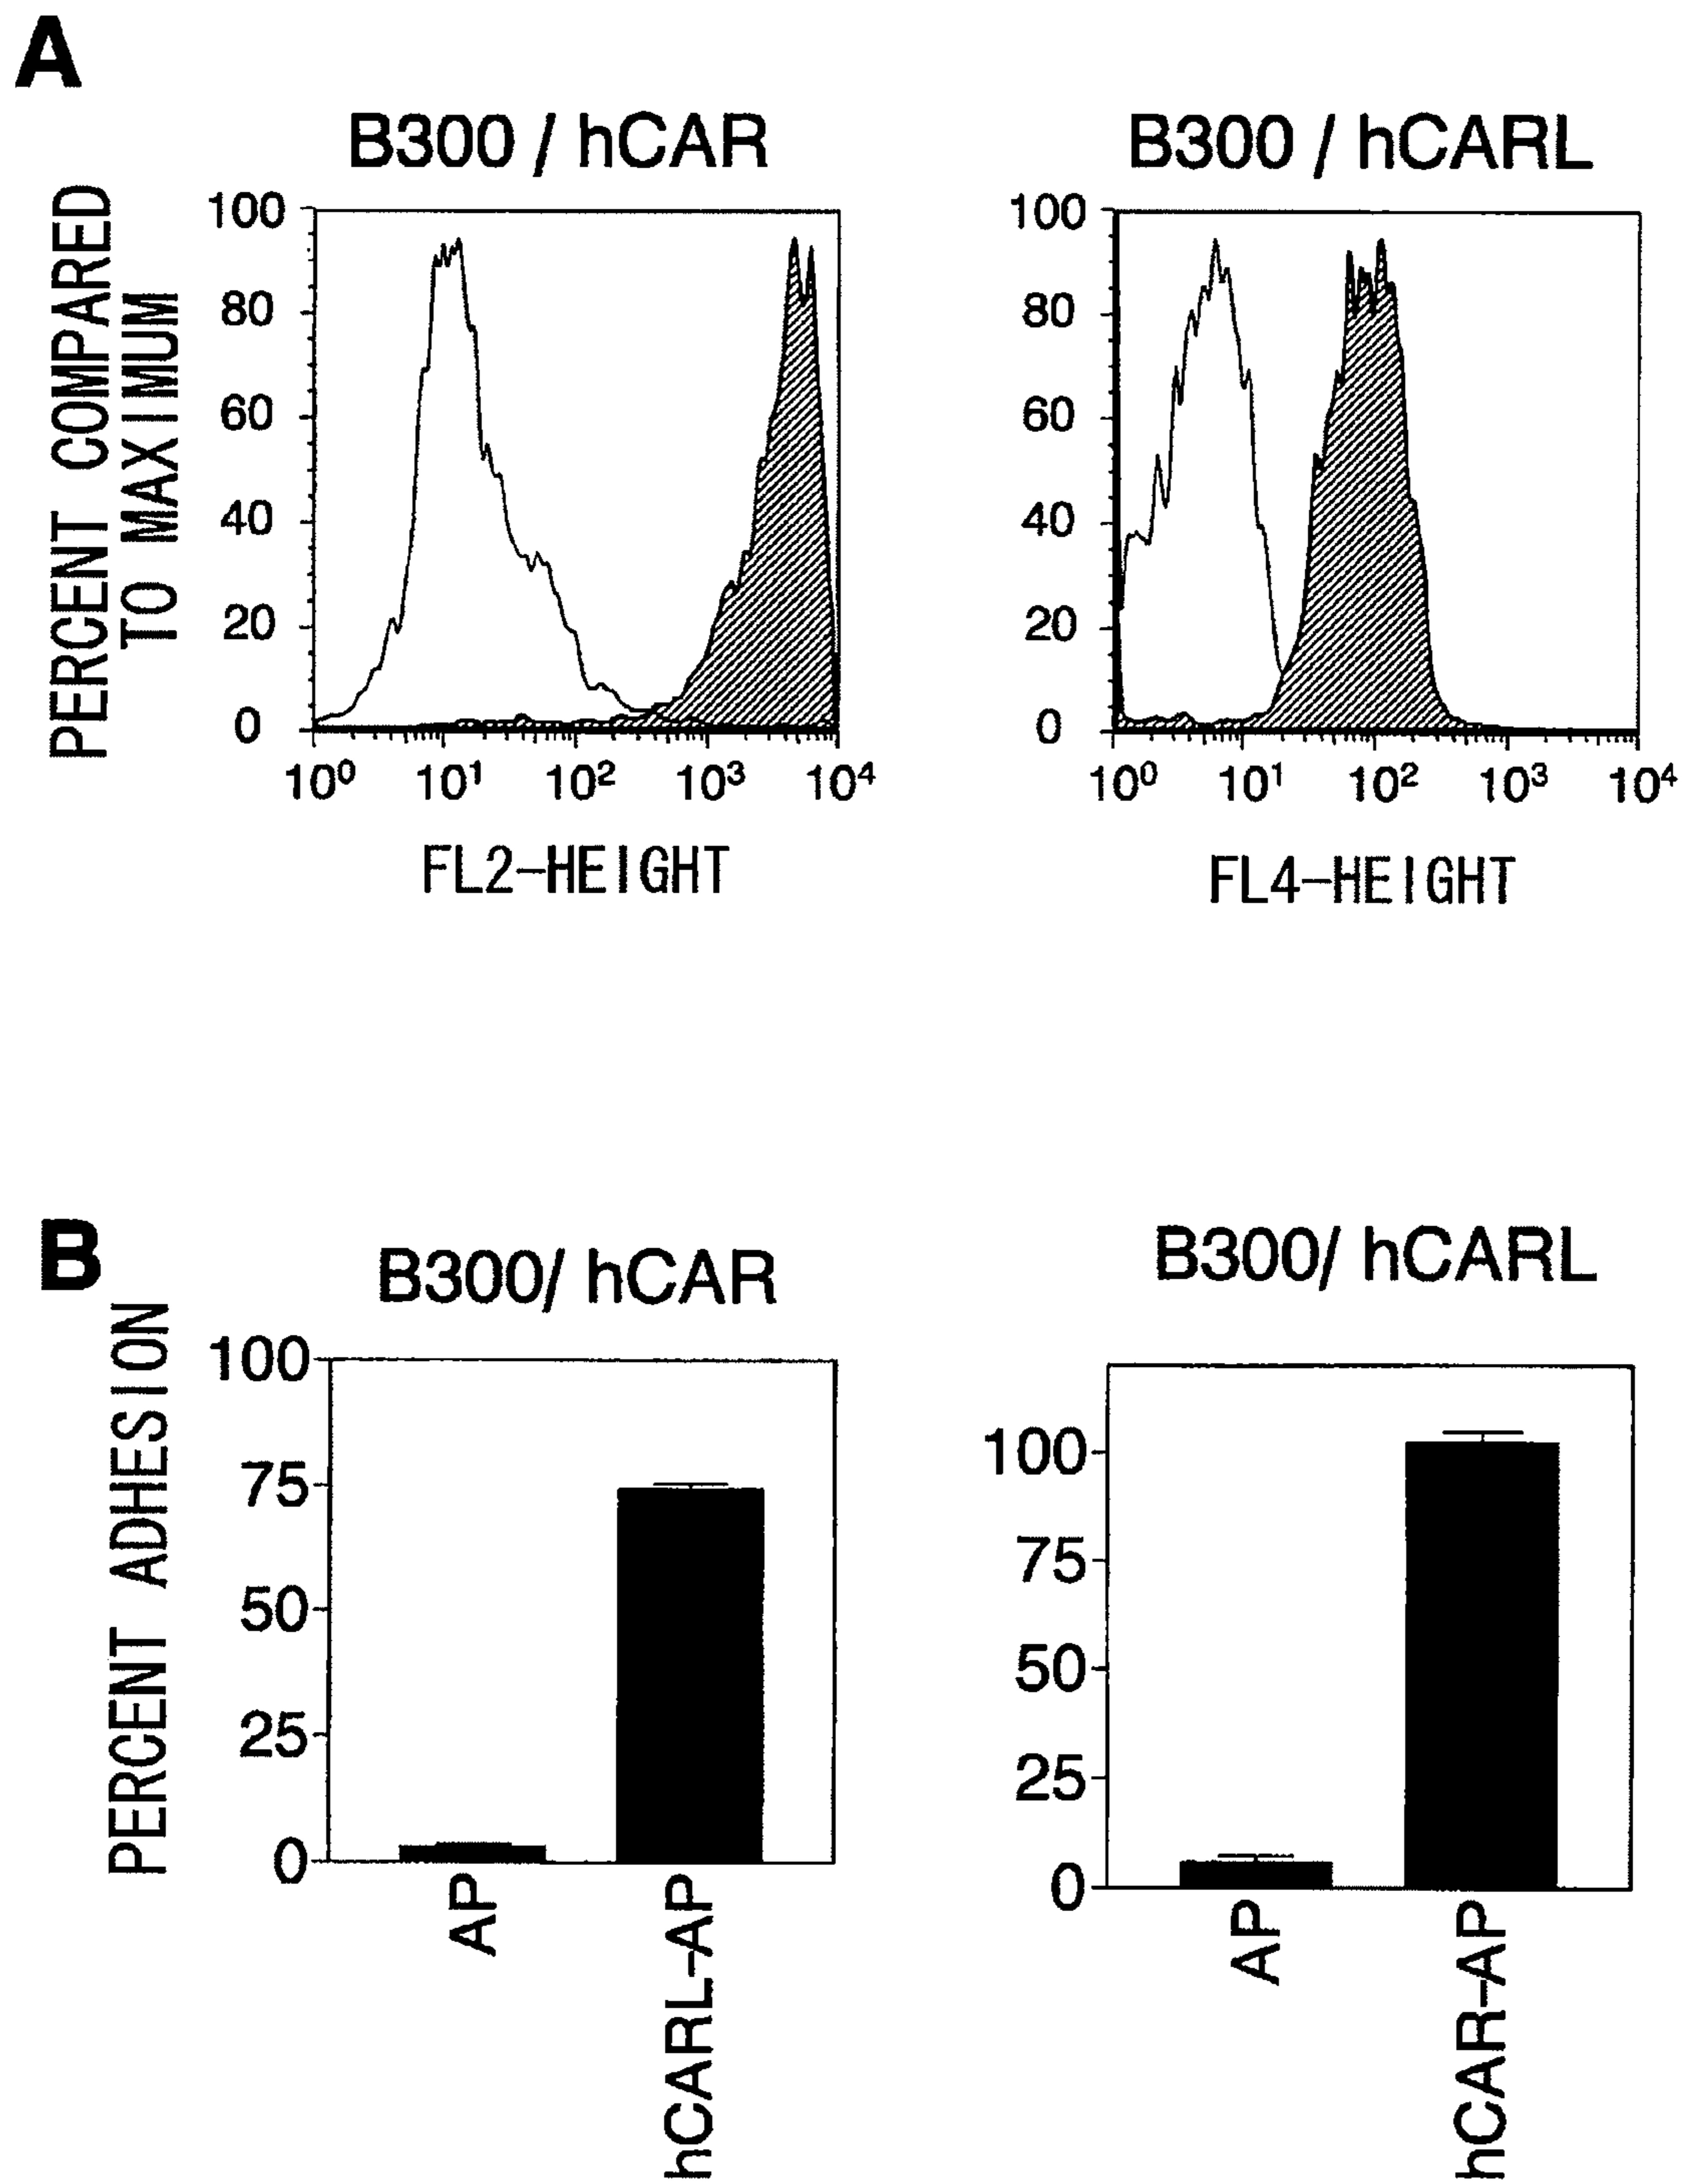 A
B300 / hCAR
B300 / hCARL
PERCENT COMPARED
TO MAXIMUM
100
80
60
40
20
0
10⁰ 10¹ 10² 10³ 10⁴
FL2-HEIGHT
100
80
60
40
20
0
10⁰ 10¹ 10² 10³ 10⁴
FL4-HEIGHT
B
B300/ hCAR
B300/ hCARL
PERCENT ADHESION
100
75
50
25
0
AP
hCARL-AP
100
75
50
25
0
AP
hCAR-AP